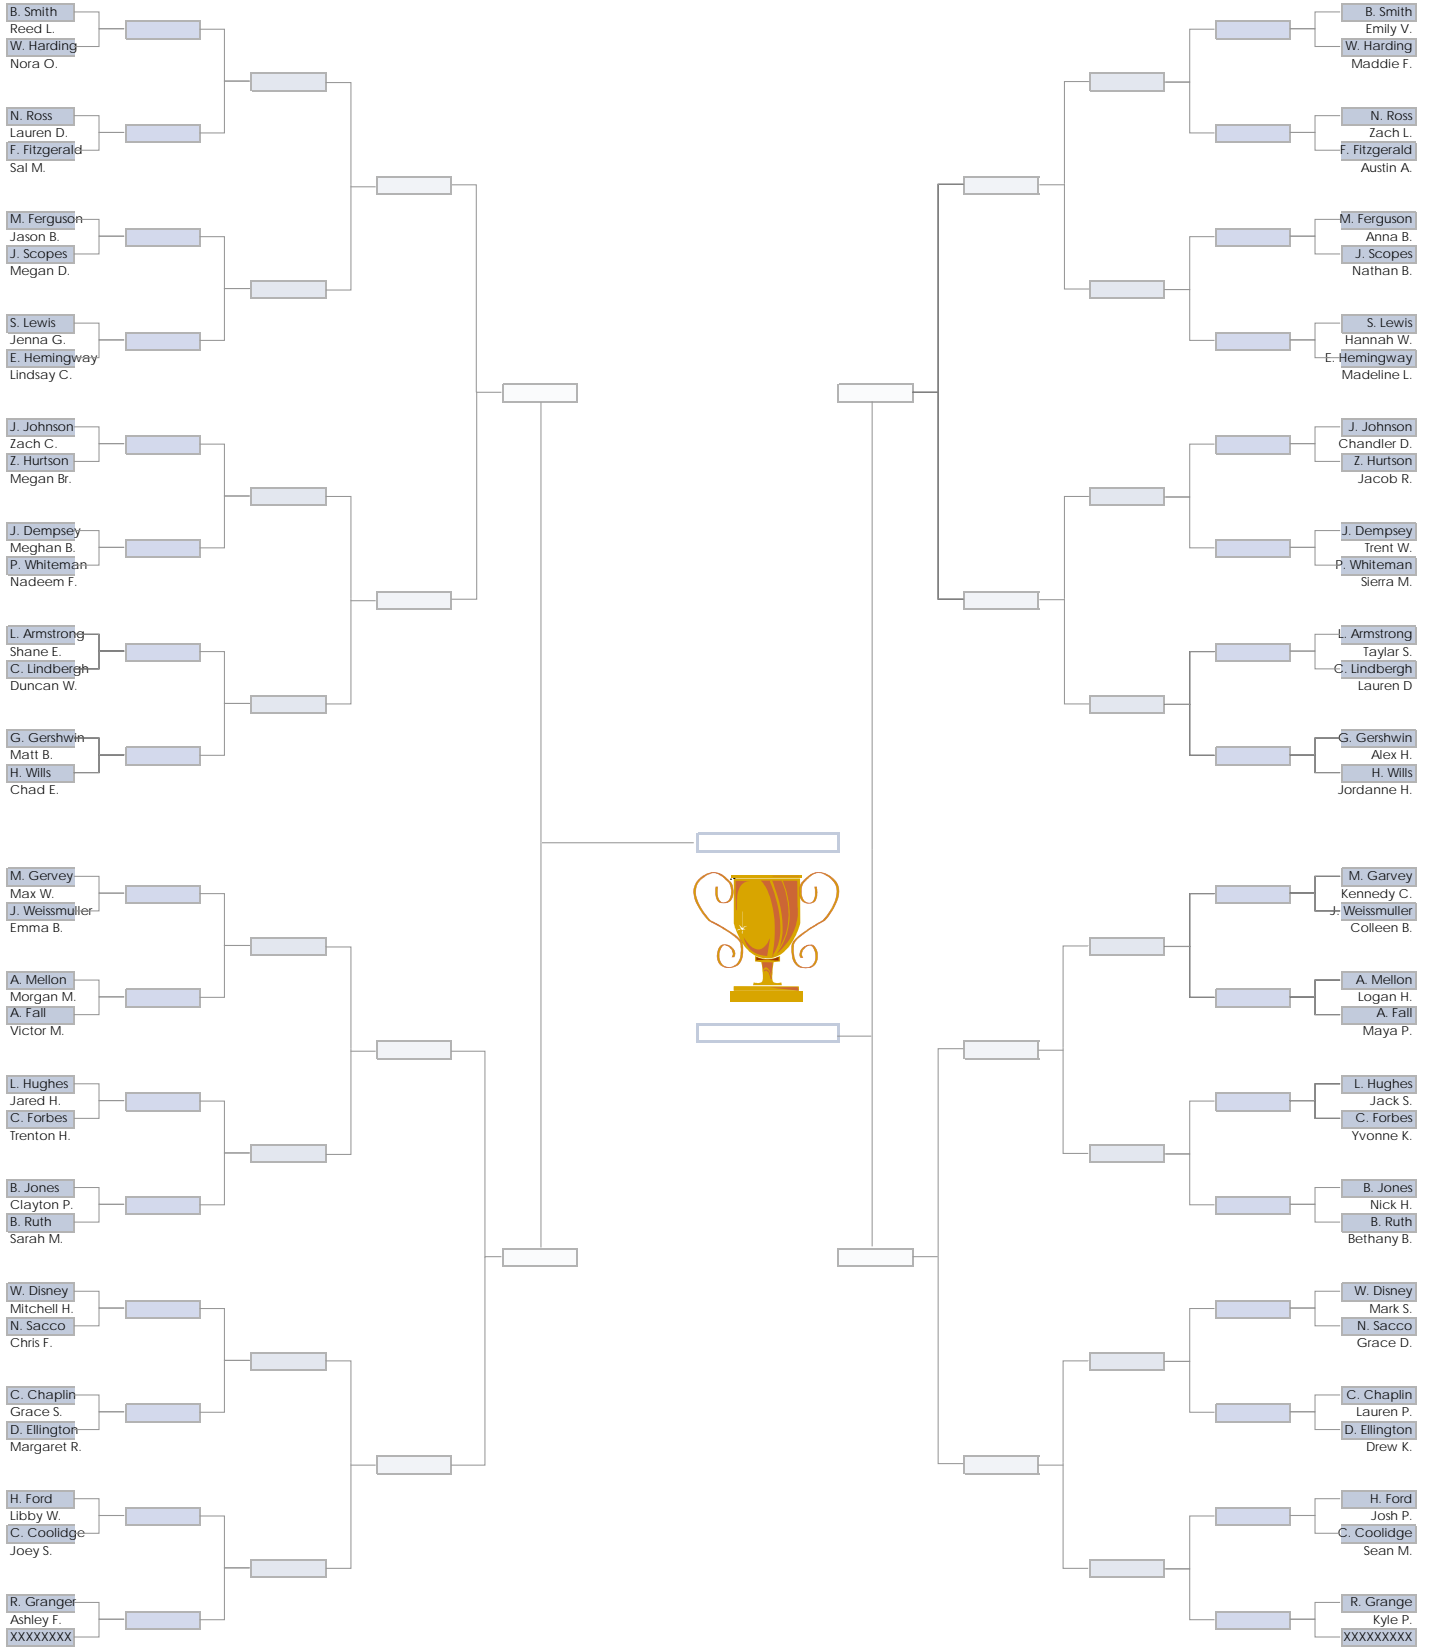 B. Smith
Reed L.
W. Harding
Nora O.
N. Ross
Lauren D.
F. Fitzgerald
Sal M.
M. Ferguson
Jason B.
J. Scopes
Megan D.
S. Lewis
Jenna G.
E. Hemingway
Lindsay C.
J. Johnson
Zach C.
Z. Hurtson
Megan Br.
J. Dempsey
Meghan B.
P. Whiteman
Nadeem F.
L. Armstrong
Shane E.
C. Lindbergh
Duncan W.
G. Gershwin
Matt B.
H. Wills
Chad E.
M. Gervey
Max W.
J. Weissmuller
Emma B.
A. Mellon
Morgan M.
A. Fall
Victor M.
L. Hughes
Jared H.
C. Forbes
Trenton H.
B. Jones
Clayton P.
B. Ruth
Sarah M.
W. Disney
Mitchell H.
N. Sacco
Chris F.
C. Chaplin
Grace S.
D. Ellington
Margaret R.
H. Ford
Libby W.
C. Coolidge
Joey S.
R. Granger
Ashley F.
XXXXXXXX
B. Smith
Emily V.
W. Harding
Maddie F.
N. Ross
Zach L.
F. Fitzgerald
Austin A.
M. Ferguson
Anna B.
J. Scopes
Nathan B.
S. Lewis
Hannah W.
E. Hemingway
Madeline L.
J. Johnson
Chandler D.
Z. Hurtson
Jacob R.
J. Dempsey
Trent W.
P. Whiteman
Sierra M.
L. Armstrong
Taylar S.
C. Lindbergh
Lauren D
G. Gershwin
Alex H.
H. Wills
Jordanne H.
M. Garvey
Kennedy C.
J. Weissmuller
Colleen B.
A. Mellon
Logan H.
A. Fall
Maya P.
L. Hughes
Jack S.
C. Forbes
Yvonne K.
B. Jones
Nick H.
B. Ruth
Bethany B.
W. Disney
Mark S.
N. Sacco
Grace D.
C. Chaplin
Lauren P.
D. Ellington
Drew K.
H. Ford
Josh P.
C. Coolidge
Sean M.
R. Grange
Kyle P.
XXXXXXXXX